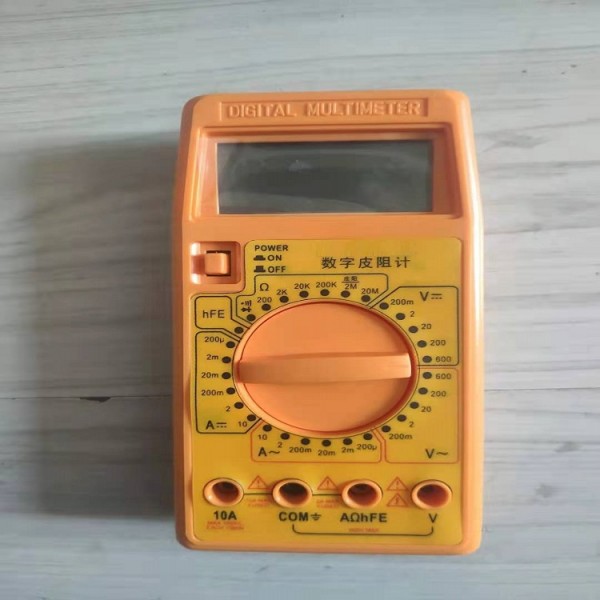 DIGITAL MULTIMETER
POWER
ON
OFF
数字皮阻计
Ω 200 2K 20K 200K 皮阻 2M 20M
hFE
V⎓ 200m 2 20 200 600
A⎓ 200μ 2m 20m 200m 2 10
A~ 10 2 200m 20m 2m 200μ
V~ 600 200 20 2 200m
10A COM AΩhFE V